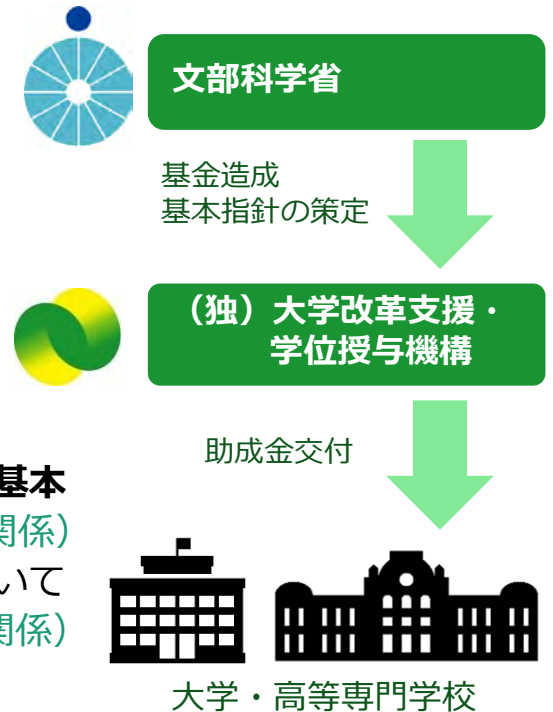 文部科学省
基金造成
基本指針の策定
（独）大学改革支援・
学位授与機構
助成金交付
基本
関係）
いて
関係）
大学・高等専門学校